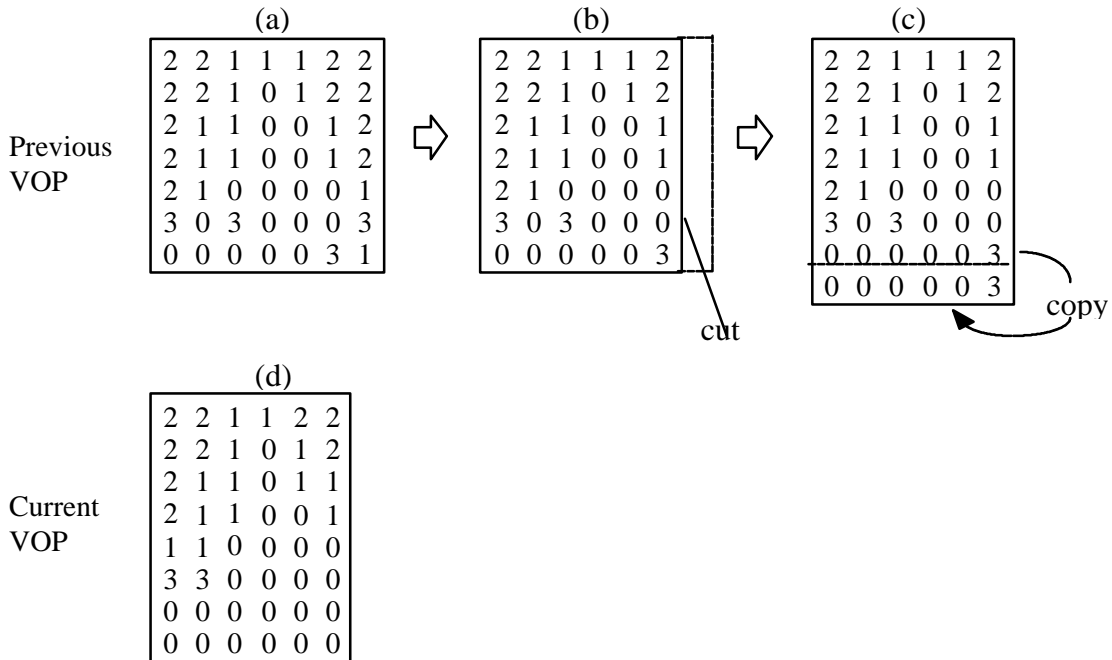 (a)
2 2 1 1 1 2 2
2 2 1 0 1 2 2
2 1 1 0 0 1 2
2 1 1 0 0 1 2
2 1 0 0 0 0 1
3 0 3 0 0 0 3
0 0 0 0 0 3 1
Previous
VOP
(b)
2 2 1 1 1 2
2 2 1 0 1 2
2 1 1 0 0 1
2 1 1 0 0 1
2 1 0 0 0 0
3 0 3 0 0 0
0 0 0 0 0 3
cut
(c)
2 2 1 1 1 2
2 2 1 0 1 2
2 1 1 0 0 1
2 1 1 0 0 1
2 1 0 0 0 0
3 0 3 0 0 0
0 0 0 0 0 3
0 0 0 0 0 3
copy
(d)
2 2 1 1 2 2
2 2 1 0 1 2
2 1 1 0 1 1
2 1 1 0 0 1
1 1 0 0 0 0
3 3 0 0 0 0
0 0 0 0 0 0
0 0 0 0 0 0
Current
VOP